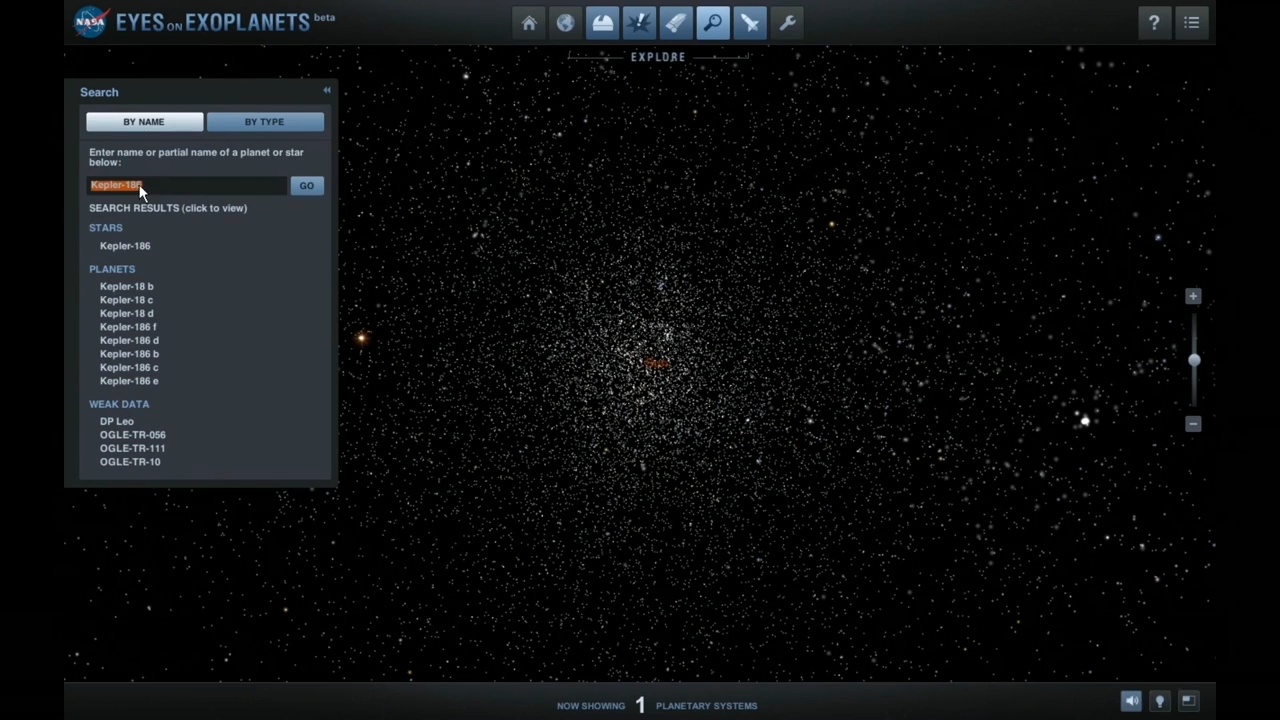 NASA EYES ON EXOPLANETS beta
?
EXPLORE
Search
BY NAME BY TYPE
Enter name or partial name of a planet or star
below:
Kepler-186 GO
SEARCH RESULTS (click to view)
STARS
Kepler-186
PLANETS
Kepler-18 b
Kepler-18 c
Kepler-18 d
Kepler-186 f
Kepler-186 d
Kepler-186 b
Kepler-186 c
Kepler-186 e
WEAK DATA
DP Leo
OGLE-TR-056
OGLE-TR-111
OGLE-TR-10
NOW SHOWING 1 PLANETARY SYSTEMS